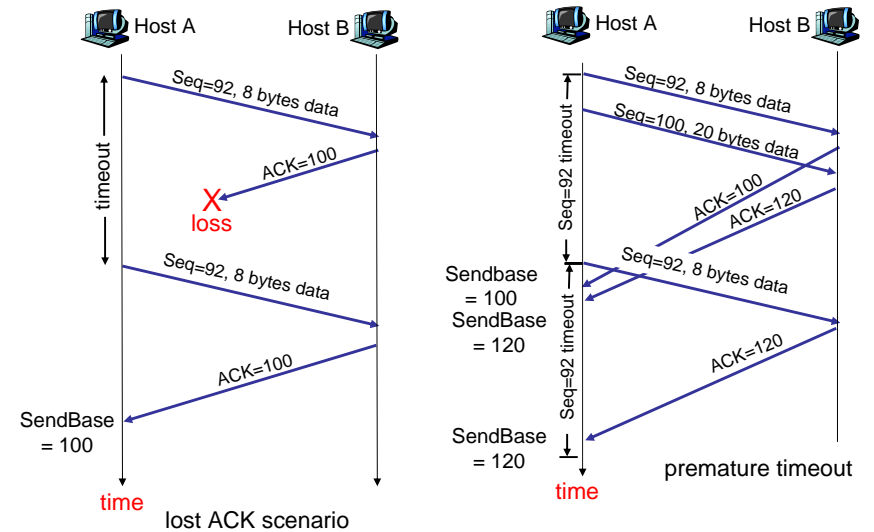 Host A
Host B
Seq=92, 8 bytes data
timeout
ACK=100
X
loss
Seq=92, 8 bytes data
ACK=100
SendBase
= 100
time
lost ACK scenario
Host A
Host B
Seq=92, 8 bytes data
Seq=100, 20 bytes data
Seq=92 timeout
ACK=100
ACK=120
Seq=92, 8 bytes data
Sendbase
= 100
SendBase
= 120
Seq=92 timeout
ACK=120
SendBase
= 120
time
premature timeout